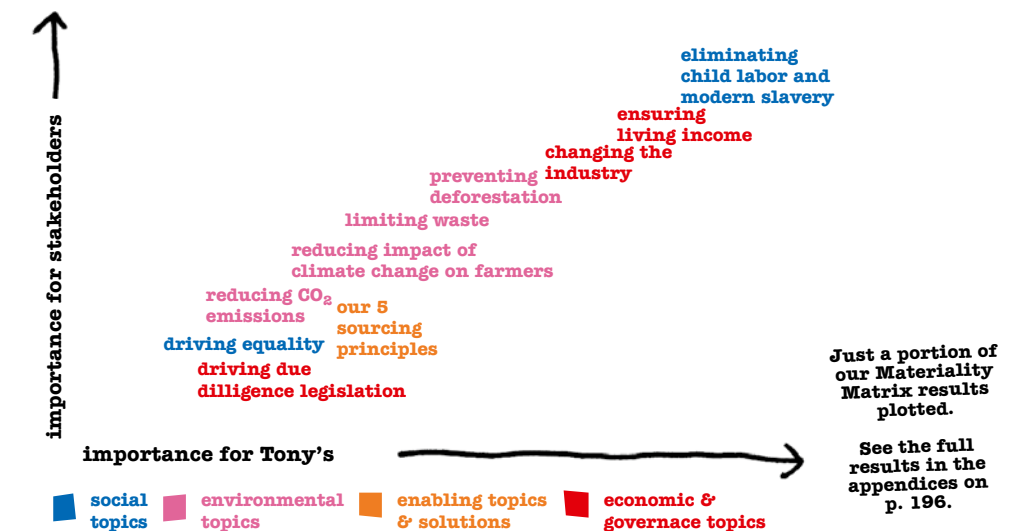 eliminating
child labor and
modern slavery
ensuring
living income
changing the
industry
preventing
deforestation
limiting waste
reducing impact of
climate change on farmers
reducing CO₂
emissions
our 5
sourcing
principles
driving equality
driving due
dilligence legislation
importance for stakeholders
importance for Tony's
Just a portion of
our Materiality
Matrix results
plotted.
See the full
results in the
appendices on
p. 196.
social
topics
environmental
topics
enabling topics
& solutions
economic &
governace topics